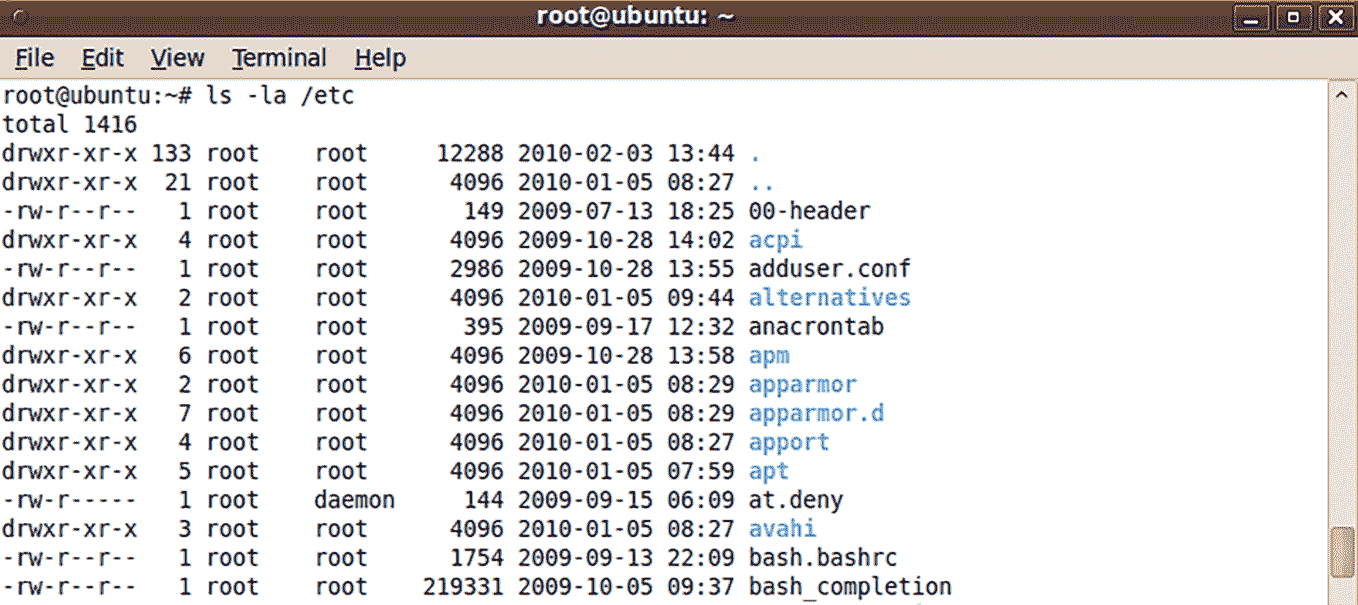 root@ubuntu: ~
File Edit View Terminal Help
root@ubuntu:~# ls -la /etc
total 1416
drwxr-xr-x 133 root    root     12288 2010-02-03 13:44 .
drwxr-xr-x  21 root    root      4096 2010-01-05 08:27 ..
-rw-r--r--   1 root    root       149 2009-07-13 18:25 00-header
drwxr-xr-x   4 root    root      4096 2009-10-28 14:02 acpi
-rw-r--r--   1 root    root      2986 2009-10-28 13:55 adduser.conf
drwxr-xr-x   2 root    root      4096 2010-01-05 09:44 alternatives
-rw-r--r--   1 root    root       395 2009-09-17 12:32 anacrontab
drwxr-xr-x   6 root    root      4096 2009-10-28 13:58 apm
drwxr-xr-x   2 root    root      4096 2010-01-05 08:29 apparmor
drwxr-xr-x   7 root    root      4096 2010-01-05 08:29 apparmor.d
drwxr-xr-x   4 root    root      4096 2010-01-05 08:27 apport
drwxr-xr-x   5 root    root      4096 2010-01-05 07:59 apt
-rw-r-----   1 root    daemon     144 2009-09-15 06:09 at.deny
drwxr-xr-x   3 root    root      4096 2010-01-05 08:27 avahi
-rw-r--r--   1 root    root      1754 2009-09-13 22:09 bash.bashrc
-rw-r--r--   1 root    root    219331 2009-10-05 09:37 bash_completion